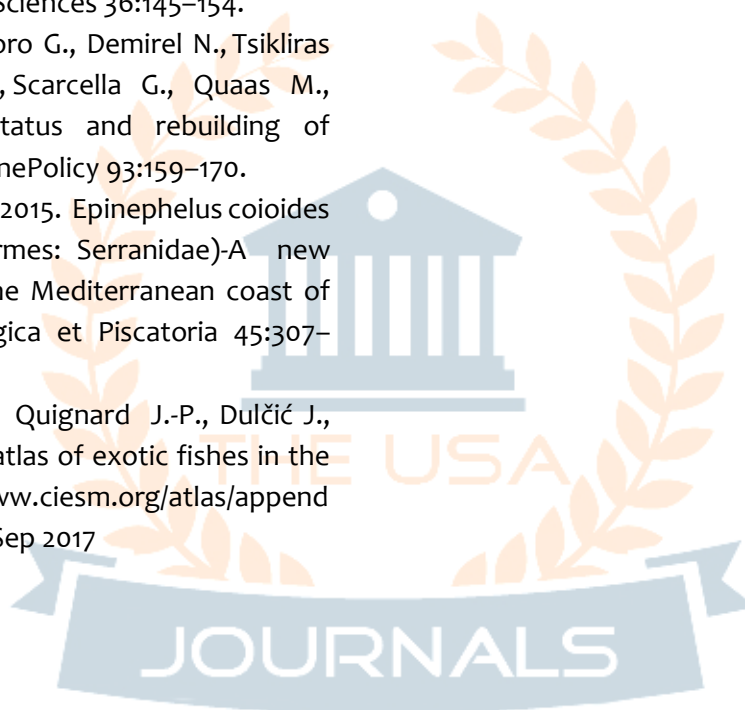 Sciences 36:145–154.
oro G., Demirel N., Tsikliras
, Scarcella G., Quaas M.,
tatus and rebuilding of
inePolicy 93:159–170.
2015. Epinephelus coioides
rmes: Serranidae)-A new
ne Mediterranean coast of
gica et Piscatoria 45:307–
Quignard J.-P., Dulčić J.,
atlas of exotic fishes in the
ww.ciesm.org/atlas/append
Sep 2017
THE USA
JOURNALS